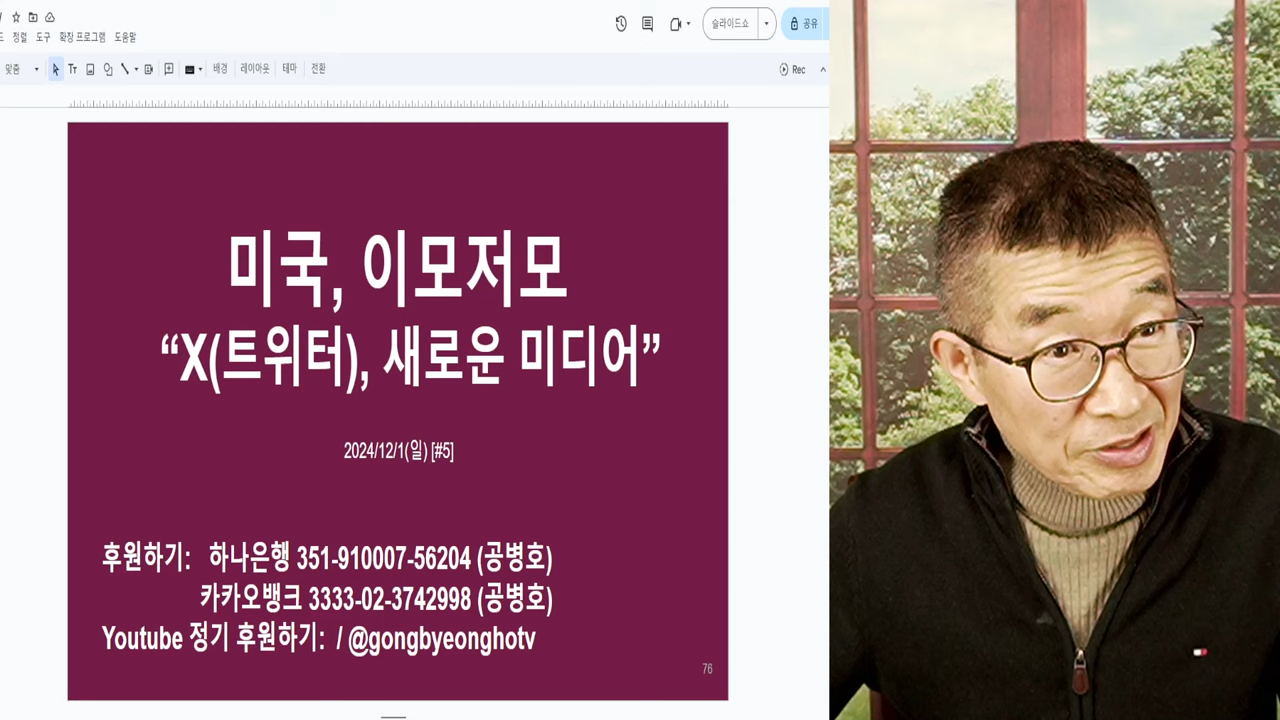 정렬 도구 확장 프로그램 도움말
슬라이드쇼
공유
맞춤
배경 레이아웃 테마 전환
Rec
미국, 이모저모
“X(트위터), 새로운 미디어”
2024/12/1(일) [#5]
후원하기: 하나은행 351-910007-56204 (공병호)
카카오뱅크 3333-02-3742998 (공병호)
Youtube 정기 후원하기: / @gongbyeonghotv
76